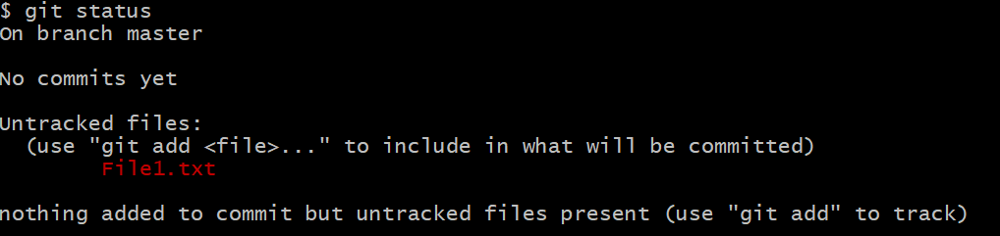 $ git status
On branch master
No commits yet
Untracked files:
(use "git add <file>..." to include in what will be committed)
File1.txt
nothing added to commit but untracked files present (use "git add" to track)